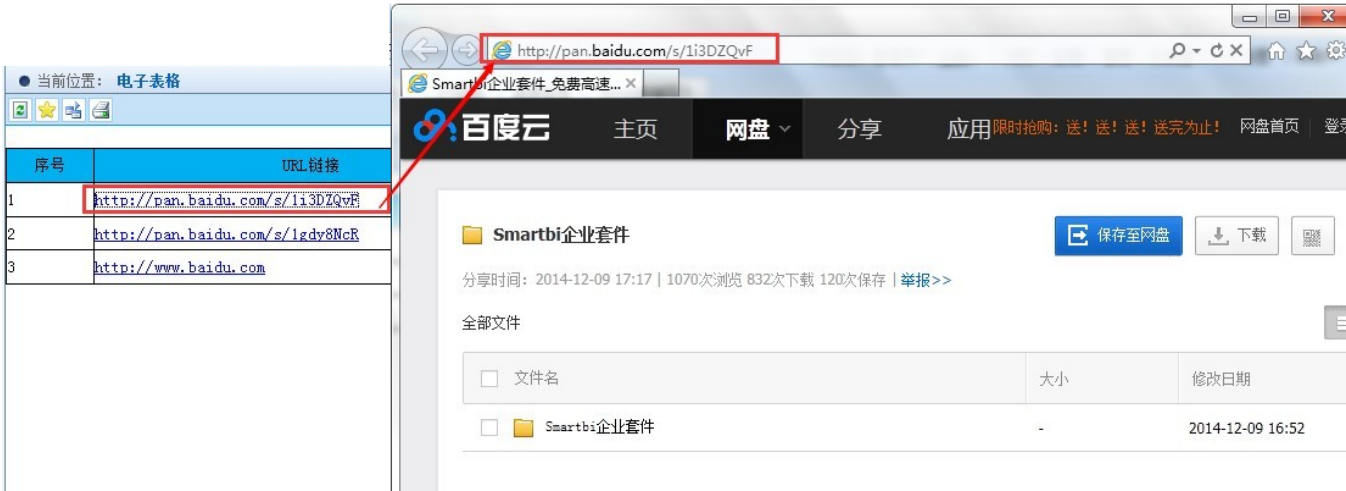 当前位置： 电子表格
序号 URL链接
1 http://pan.baidu.com/s/1i3DZQvF
2 http://pan.baidu.com/s/1gdy8NcR
3 http://www.baidu.com
http://pan.baidu.com/s/1i3DZQvF
Smartbi企业套件_免费高速...
百度云 主页 网盘 分享 应用 限时抢购：送！送！送！送完为止！ 网盘首页 登录
Smartbi企业套件 保存至网盘 下载
分享时间：2014-12-09 17:17 | 1070次浏览 832次下载 120次保存 | 举报>>
全部文件
文件名 大小 修改日期
Smartbi企业套件 - 2014-12-09 16:52